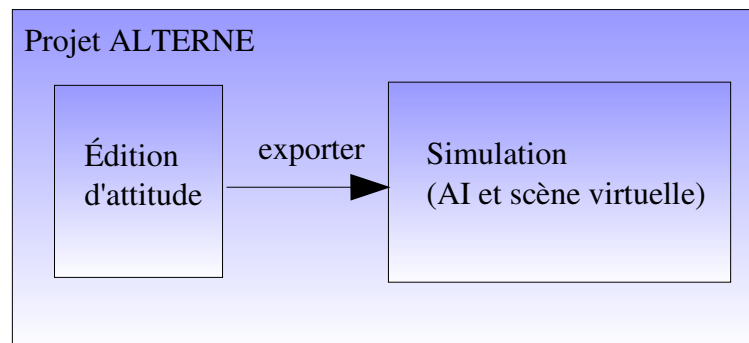 Projet ALTERNE
Édition
d'attitude
exporter
Simulation
(AI et scène virtuelle)